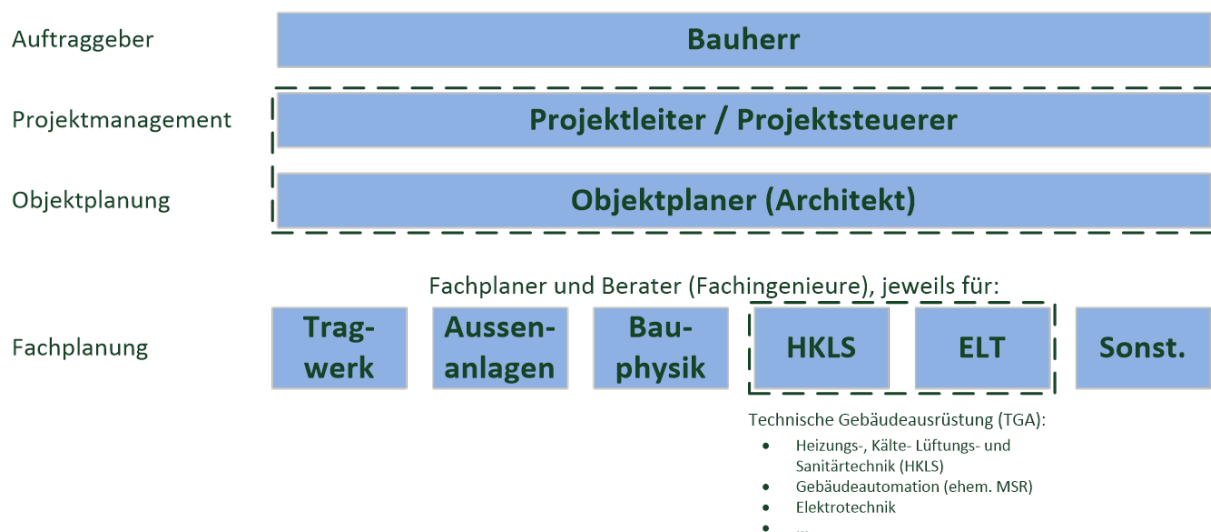 Auftraggeber
Bauherr
Projektmanagement
Projektleiter / Projektsteuerer
Objektplanung
Objektplaner (Architekt)
Fachplaner und Berater (Fachingenieure), jeweils für:
Fachplanung
Trag-
werk
Aussen-
anlagen
Bau-
physik
HKLS
ELT
Sonst.
Technische Gebäudeausrüstung (TGA):
• Heizungs-, Kälte- Lüftungs- und
Sanitärtechnik (HKLS)
• Gebäudeautomation (ehem. MSR)
• Elektrotechnik
• ...